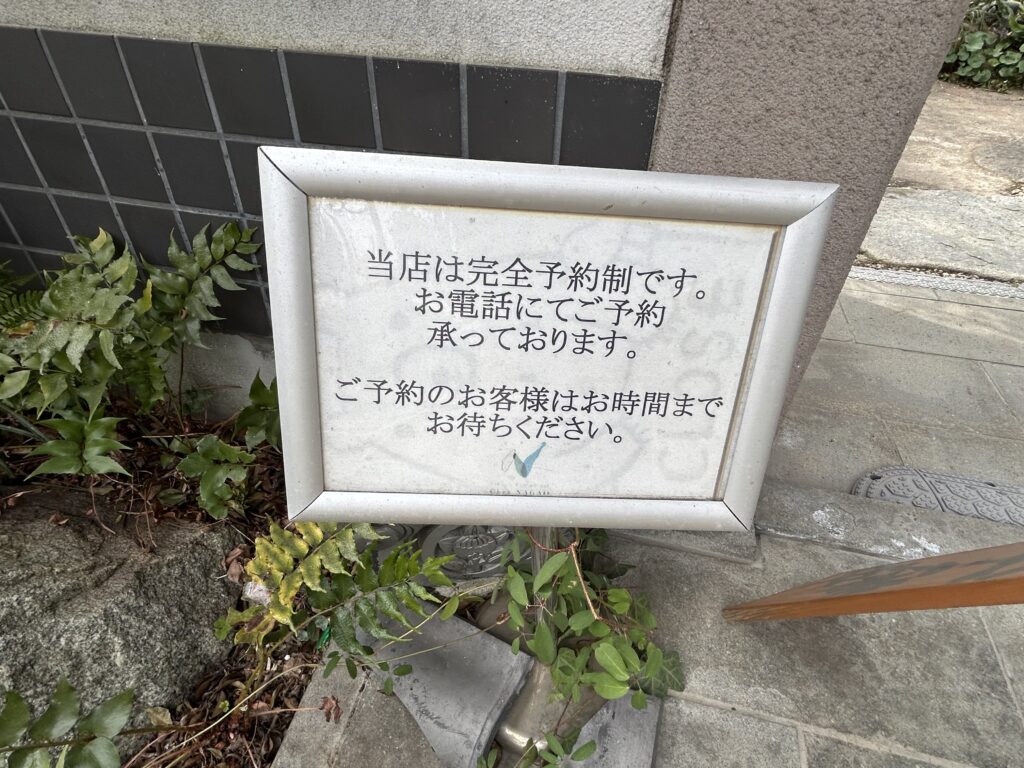 当店は完全予約制です。
お電話にてご予約
承っております。
ご予約のお客様はお時間まで
お待ちください。